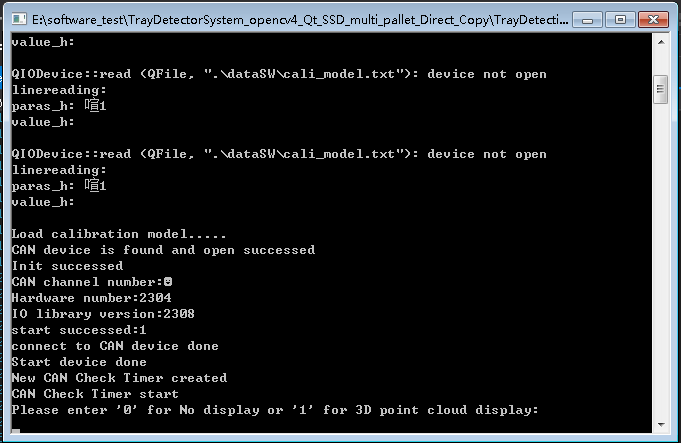 E:\software_test\TrayDetectorSystem_opencv4_Qt_SSD_multi_pallet_Direct_Copy\TrayDetecti...
value_h:
QIODevice::read (QFile, ".\dataSW\cali_model.txt"): device not open
linereading:
paras_h: 喧1
value_h:
QIODevice::read (QFile, ".\dataSW\cali_model.txt"): device not open
linereading:
paras_h: 喧1
value_h:
Load calibration model.....
CAN device is found and open successed
Init successed
CAN channel number:
Hardware number:2304
IO library version:2308
start successed:1
connect to CAN device done
Start device done
New CAN Check Timer created
CAN Check Timer start
Please enter '0' for No display or '1' for 3D point cloud display: